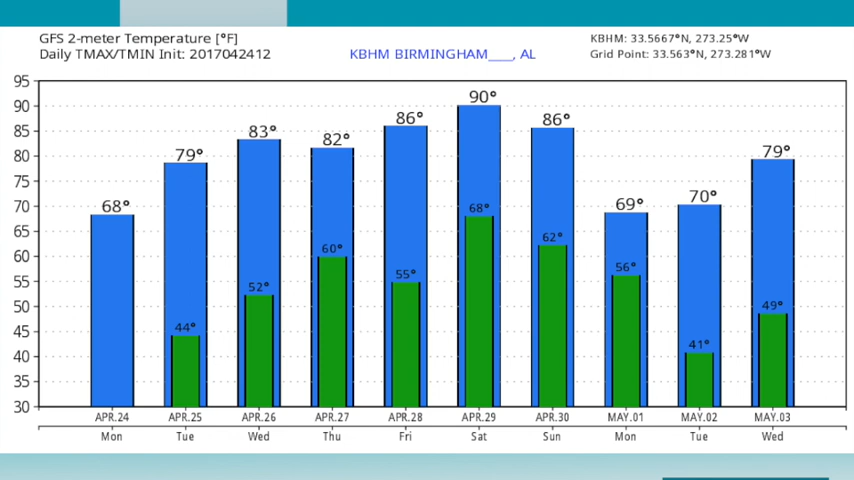 GFS 2-meter Temperature [°F]
Daily TMAX/TMIN Init: 2017042412
KBHM BIRMINGHAM____, AL
KBHM: 33.5667°N, 273.25°W
Grid Point: 33.563°N, 273.281°W
95
90
85
80
75
70
65
60
55
50
45
40
35
30
68° 79° 83° 82° 86° 90° 86° 69° 70° 79°
44° 52° 60° 55° 68° 62° 56° 41° 49°
APR.24 APR.25 APR.26 APR.27 APR.28 APR.29 APR.30 MAY.01 MAY.02 MAY.03
Mon Tue Wed Thu Fri Sat Sun Mon Tue Wed